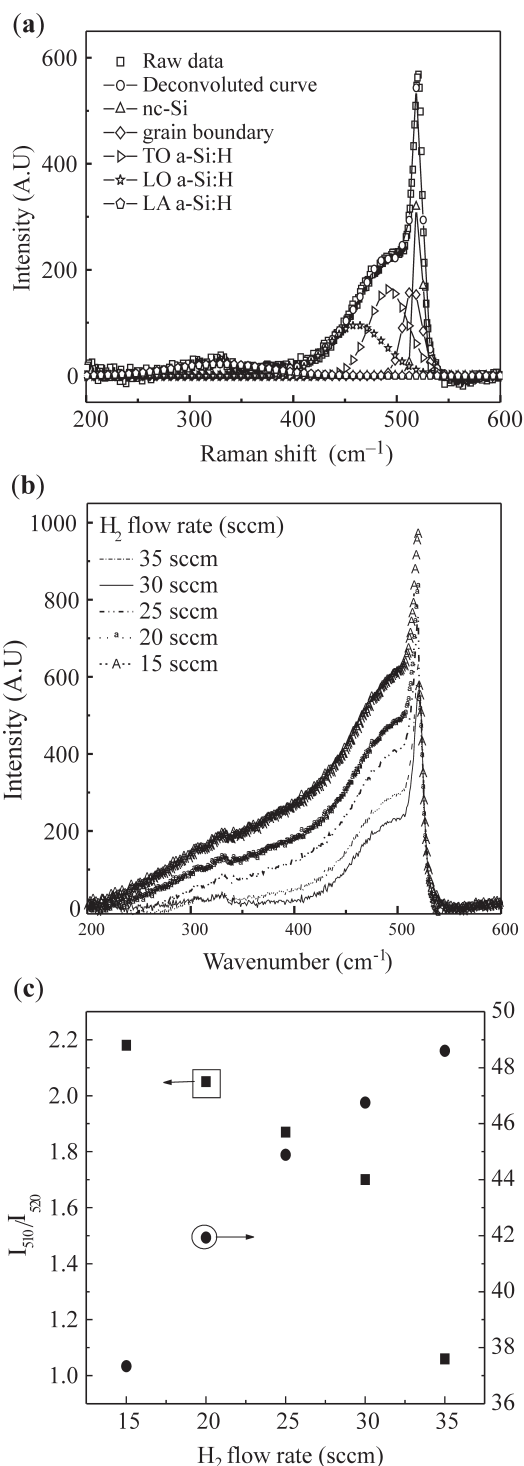 (a)
600
400
200
0
Intensity (A.U)
Raw data
Deconvoluted curve
nc-Si
grain boundary
TO a-Si:H
LO a-Si:H
LA a-Si:H
200 300 400 500 600
Raman shift (cm–1)
(b)
1000
800
600
400
200
0
Intensity (A.U)
H2 flow rate (sccm)
35 sccm
30 sccm
25 sccm
a 20 sccm
A 15 sccm
200 300 400 500 600
Wavenumber (cm-1)
(c)
2.2
2.0
1.8
1.6
1.4
1.2
1.0
I510/I520
50
48
46
44
42
40
38
36
15 20 25 30 35
H2 flow rate (sccm)